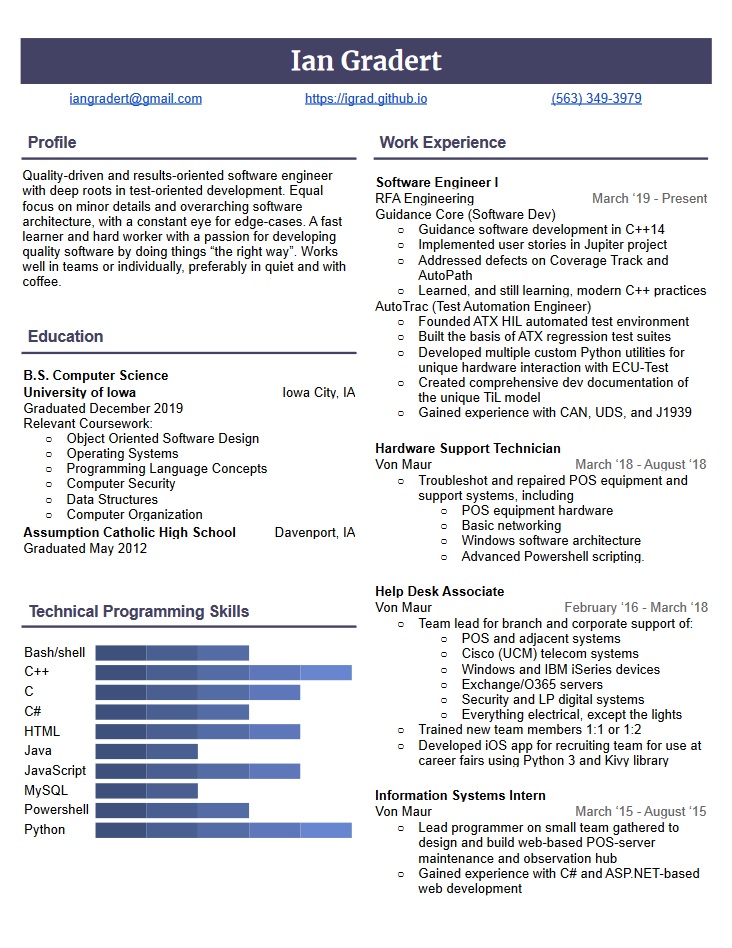 Ian Gradert
iangradert@gmail.com https://igrad.github.io (563) 349-3979
Profile
Quality-driven and results-oriented software engineer
with deep roots in test-oriented development. Equal
focus on minor details and overarching software
architecture, with a constant eye for edge-cases. A fast
learner and hard worker with a passion for developing
quality software by doing things “the right way”. Works
well in teams or individually, preferably in quiet and with
coffee.
Education
B.S. Computer Science
University of Iowa Iowa City, IA
Graduated December 2019
Relevant Coursework:
○ Object Oriented Software Design
○ Operating Systems
○ Programming Language Concepts
○ Computer Security
○ Data Structures
○ Computer Organization
Assumption Catholic High School Davenport, IA
Graduated May 2012
Technical Programming Skills
Bash/shell
C++
C
C#
HTML
Java
JavaScript
MySQL
Powershell
Python
Work Experience
Software Engineer I
RFA Engineering March ‘19 - Present
Guidance Core (Software Dev)
○ Guidance software development in C++14
○ Implemented user stories in Jupiter project
○ Addressed defects on Coverage Track and
AutoPath
○ Learned, and still learning, modern C++ practices
AutoTrac (Test Automation Engineer)
○ Founded ATX HIL automated test environment
○ Built the basis of ATX regression test suites
○ Developed multiple custom Python utilities for
unique hardware interaction with ECU-Test
○ Created comprehensive dev documentation of
the unique TiL model
○ Gained experience with CAN, UDS, and J1939
Hardware Support Technician
Von Maur March ‘18 - August ‘18
○ Troubleshot and repaired POS equipment and
support systems, including
○ POS equipment hardware
○ Basic networking
○ Windows software architecture
○ Advanced Powershell scripting.
Help Desk Associate
Von Maur February ‘16 - March ‘18
○ Team lead for branch and corporate support of:
○ POS and adjacent systems
○ Cisco (UCM) telecom systems
○ Windows and IBM iSeries devices
○ Exchange/O365 servers
○ Security and LP digital systems
○ Everything electrical, except the lights
○ Trained new team members 1:1 or 1:2
○ Developed iOS app for recruiting team for use at
career fairs using Python 3 and Kivy library
Information Systems Intern
Von Maur March ‘15 - August ‘15
○ Lead programmer on small team gathered to
design and build web-based POS-server
maintenance and observation hub
○ Gained experience with C# and ASP.NET-based
web development